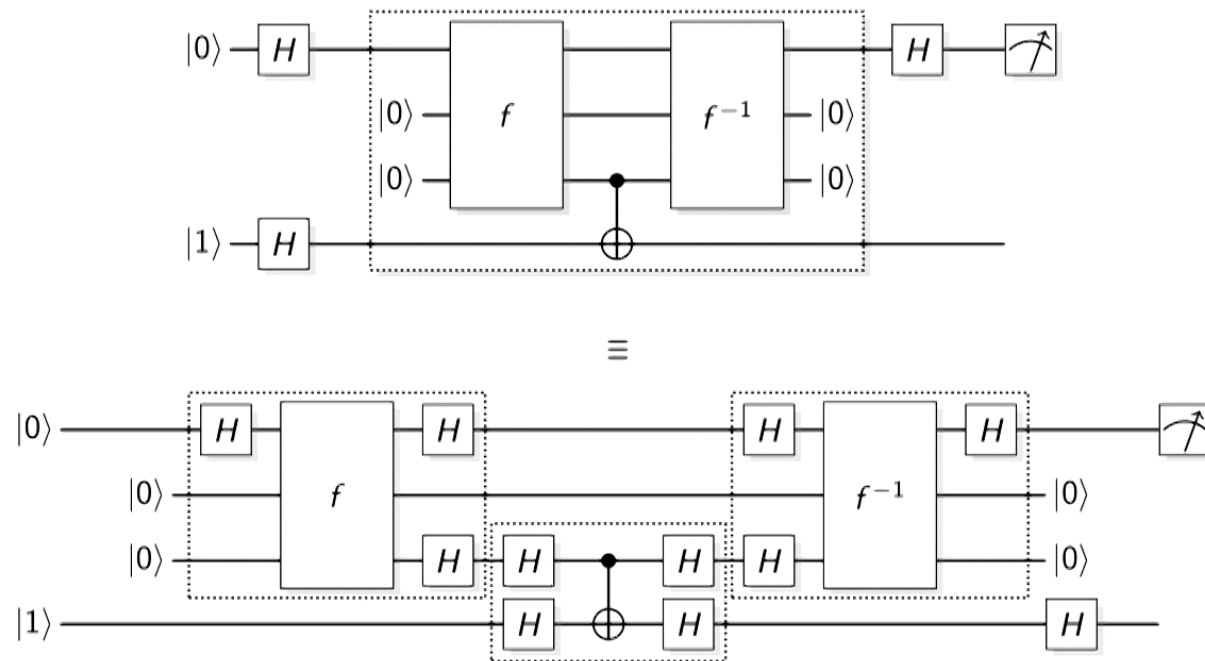 |0⟩ H H
|0⟩ f f⁻¹ |0⟩
|0⟩ |0⟩
|1⟩ H
≡
|0⟩ H H H H
|0⟩ f f⁻¹ |0⟩
|0⟩ H H H H |0⟩
|1⟩ H H H